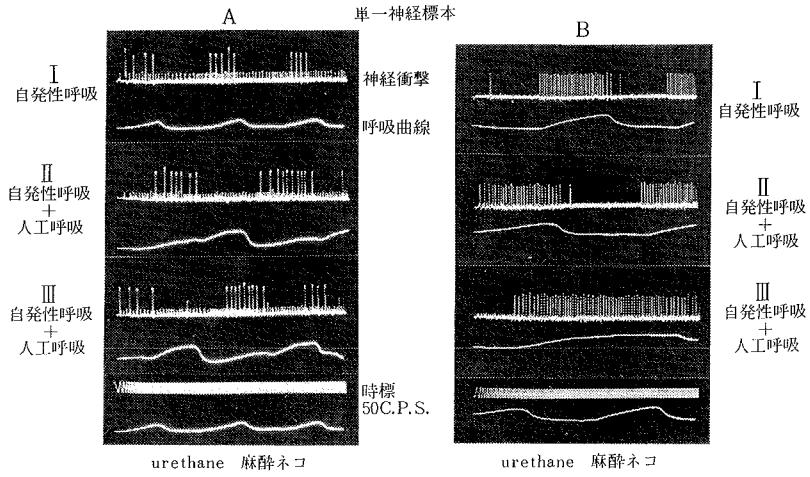 単一神経標本
A
Ⅰ
自発性呼吸
神経衝撃
呼吸曲線
Ⅱ
自発性呼吸
+
人工呼吸
Ⅲ
自発性呼吸
+
人工呼吸
時標
50C.P.S.
urethane 麻酔ネコ
B
Ⅰ
自発性呼吸
Ⅱ
自発性呼吸
+
人工呼吸
Ⅲ
自発性呼吸
+
人工呼吸
urethane 麻酔ネコ